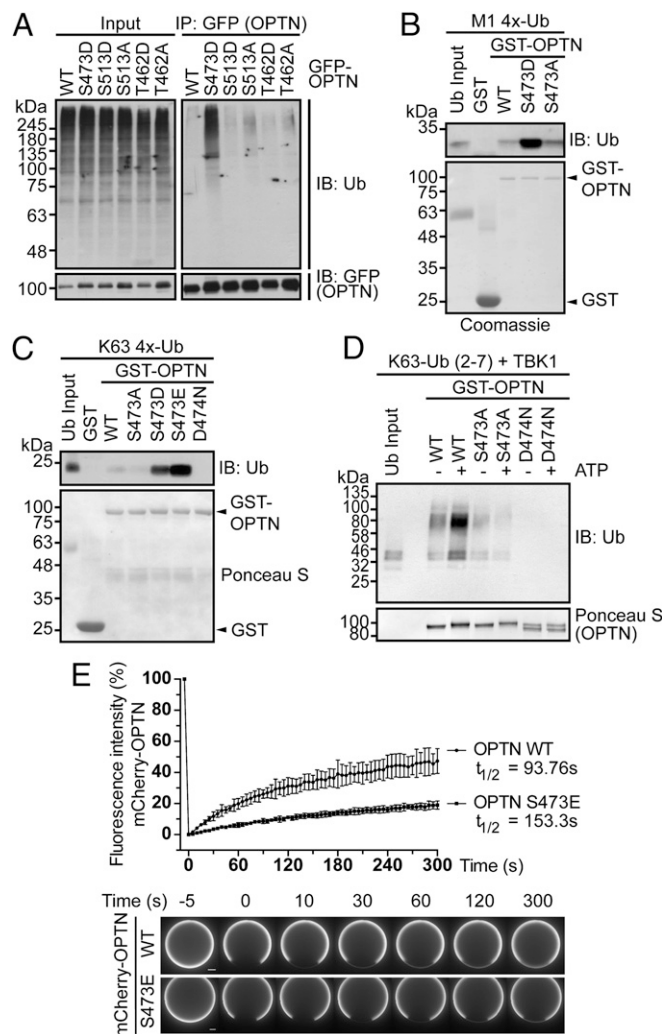 A
Input
IP: GFP (OPTN)
WT
S473D
S513D
S513A
T462D
T462A
WT
S473D
S513D
S513A
T462D
T462A
GFP-
OPTN
kDa
245
180
135
100
75
63
48
IB: Ub
100
IB: GFP
(OPTN)
B
M1 4x-Ub
GST-OPTN
Ub Input
GST
WT
S473D
S473A
kDa
35
IB: Ub
100
75
63
48
35
25
GST-
OPTN
GST
Coomassie
C
K63 4x-Ub
GST-OPTN
Ub Input
GST
WT
S473A
S473D
S473E
D474N
kDa
25
IB: Ub
100
75
63
48
35
25
GST-
OPTN
Ponceau S
GST
D
K63-Ub (2-7) + TBK1
GST-OPTN
Ub Input
WT
WT
S473A
S473A
D474N
D474N
- + - + - + ATP
kDa
135
100
80
58
46
32
25
IB: Ub
100
80
Ponceau S
(OPTN)
E
Fluorescence intensity (%)
mCherry-OPTN
100
80
60
40
20
0
0 60 120 180 240 300 Time (s)
OPTN WT
t1/2 = 93.76s
OPTN S473E
t1/2 = 153.3s
Time (s) -5 0 10 30 60 120 300
mCherry-OPTN
WT
S473E